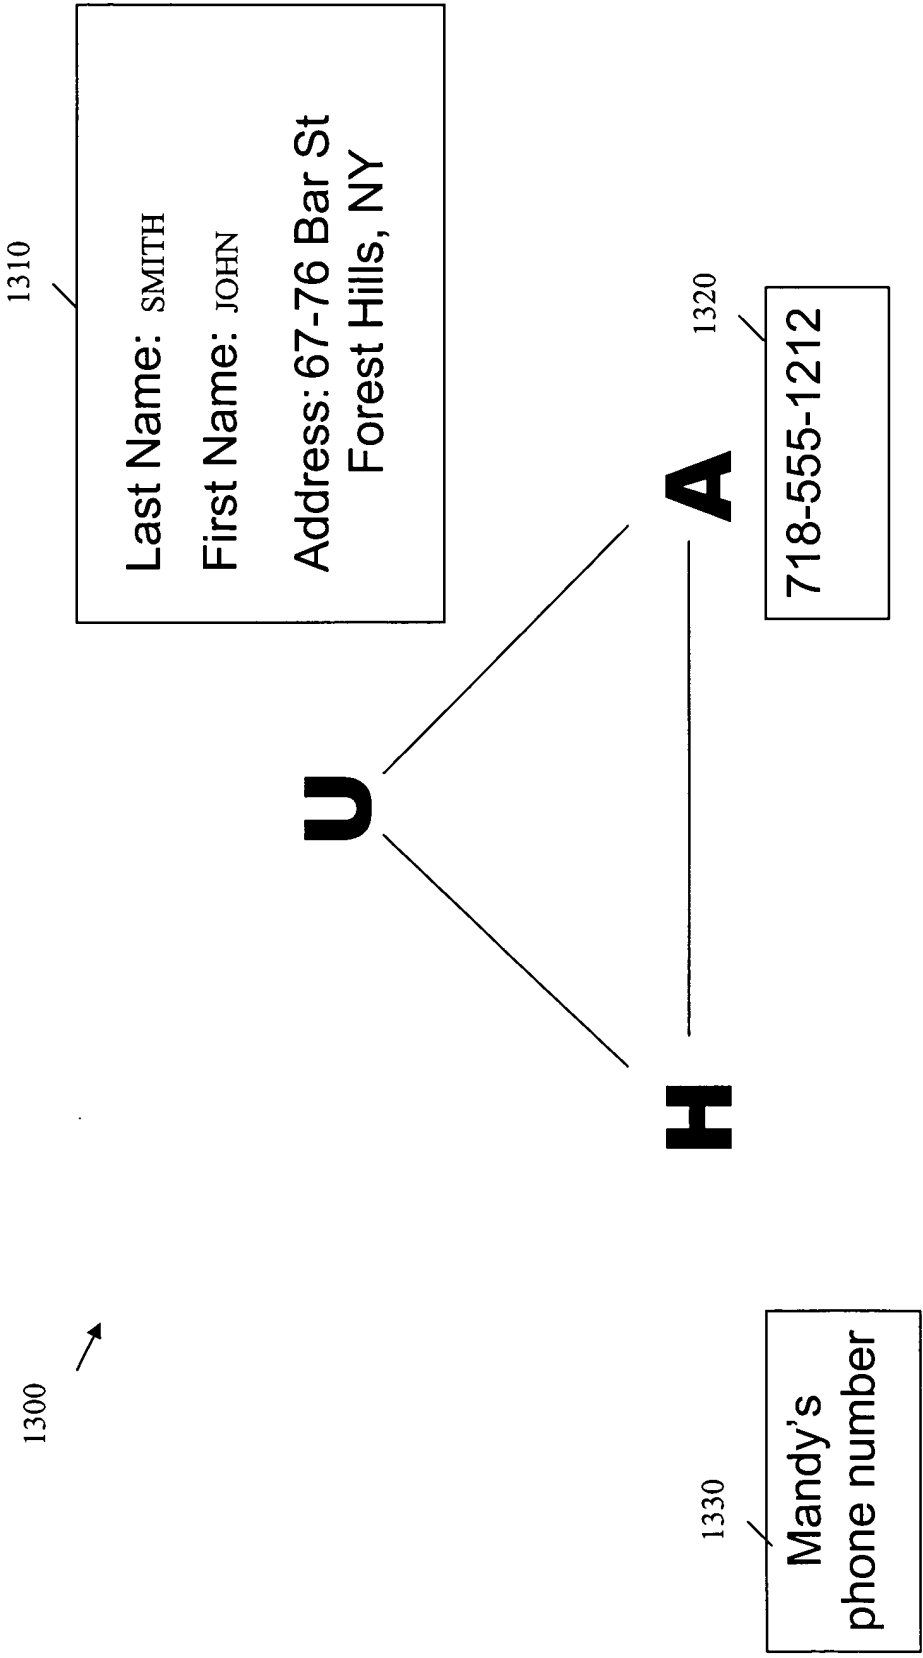 1300
1310
Last Name: SMITH
First Name: JOHN
Address: 67-76 Bar St
Forest Hills, NY
U
H
A
1330
Mandy's
phone number
1320
718-555-1212